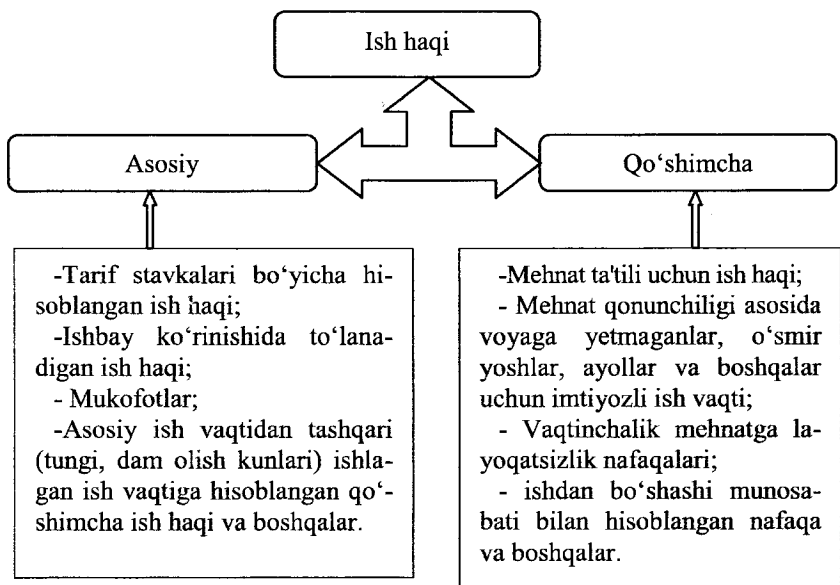 Ish haqi
Asosiy
Qo‘shimcha
-Tarif stavkalari bo‘yicha hi-
soblangan ish haqi;
-Ishbay ko‘rinishida to‘lana-
digan ish haqi;
- Mukofotlar;
-Asosiy ish vaqtidan tashqari
(tungi, dam olish kunlari) ishla-
gan ish vaqtiga hisoblangan qo‘-
shimcha ish haqi va boshqalar.
-Mehnat ta'tili uchun ish haqi;
- Mehnat qonunchiligi asosida
voyaga yetmaganlar, o‘smir
yoshlar, ayollar va boshqalar
uchun imtiyozli ish vaqti;
- Vaqtinchalik mehnatga la-
yoqatsizlik nafaqalari;
- ishdan bo‘shashi munosa-
bati bilan hisoblangan nafaqa
va boshqalar.